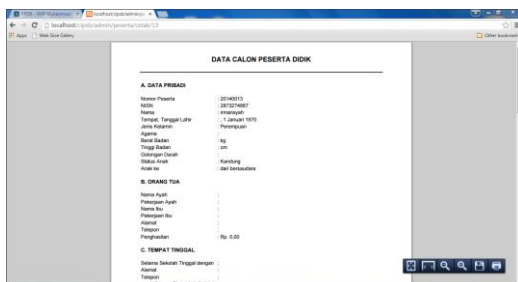 localhost/
Apps
Web Slice Gallery
Other bookmarks
DATA CALON PESERTA DIDIK
A. DATA PRIBADI
Nomor Peserta : 20140013
NISN : 2873274887
Nama : irmansyah
Tempat, Tanggal Lahir : , 1 Januari 1970
Jenis Kelamin : Perempuan
Agama :
Berat Badan : kg
Tinggi Badan : cm
Golongan Darah :
Status Anak : Kandung
Anak ke : dari bersaudara
B. ORANG TUA
Nama Ayah :
Pekerjaan Ayah :
Nama Ibu :
Pekerjaan Ibu :
Alamat :
Telepon :
Penghasilan : Rp. 0,00
C. TEMPAT TINGGAL
Selama Sekolah Tinggal dengan :
Alamat :
Telepon :